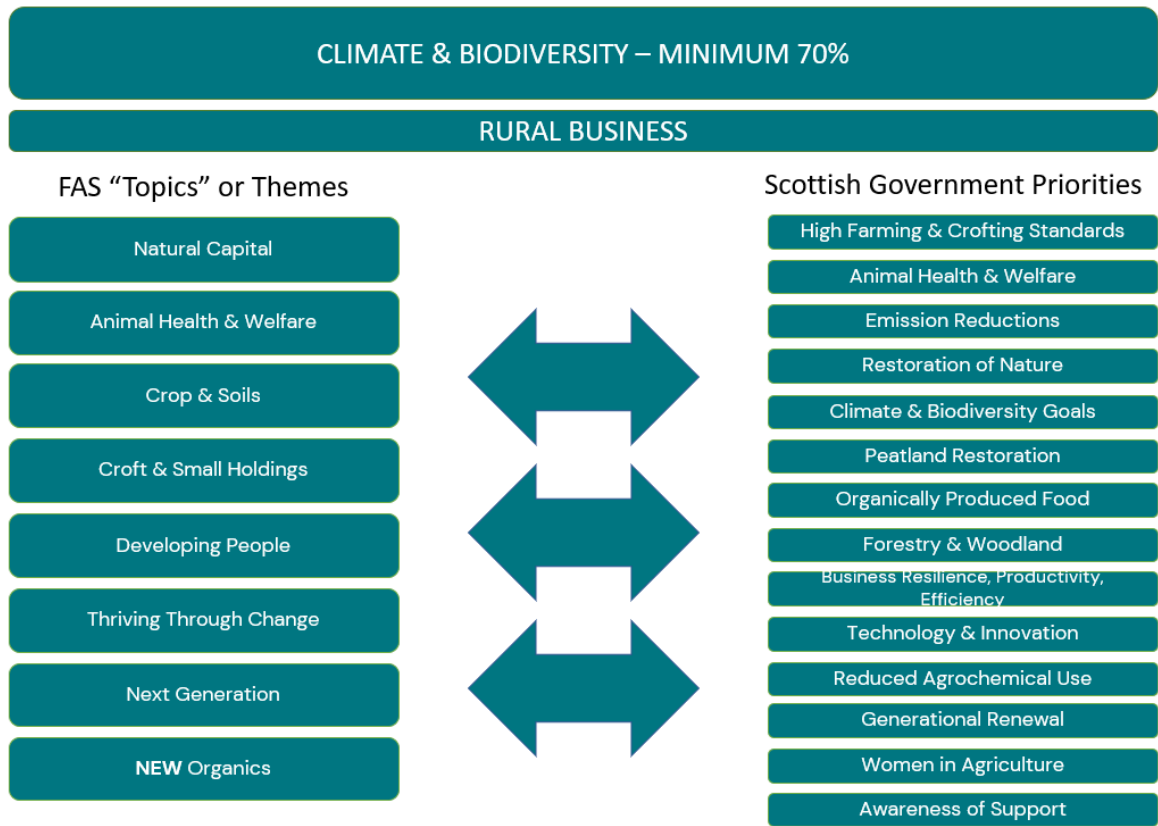 CLIMATE & BIODIVERSITY – MINIMUM 70%
RURAL BUSINESS
FAS “Topics” or Themes
Natural Capital
Animal Health & Welfare
Crop & Soils
Croft & Small Holdings
Developing People
Thriving Through Change
Next Generation
NEW Organics
Scottish Government Priorities
High Farming & Crofting Standards
Animal Health & Welfare
Emission Reductions
Restoration of Nature
Climate & Biodiversity Goals
Peatland Restoration
Organically Produced Food
Forestry & Woodland
Business Resilience, Productivity,
Efficiency
Technology & Innovation
Reduced Agrochemical Use
Generational Renewal
Women in Agriculture
Awareness of Support